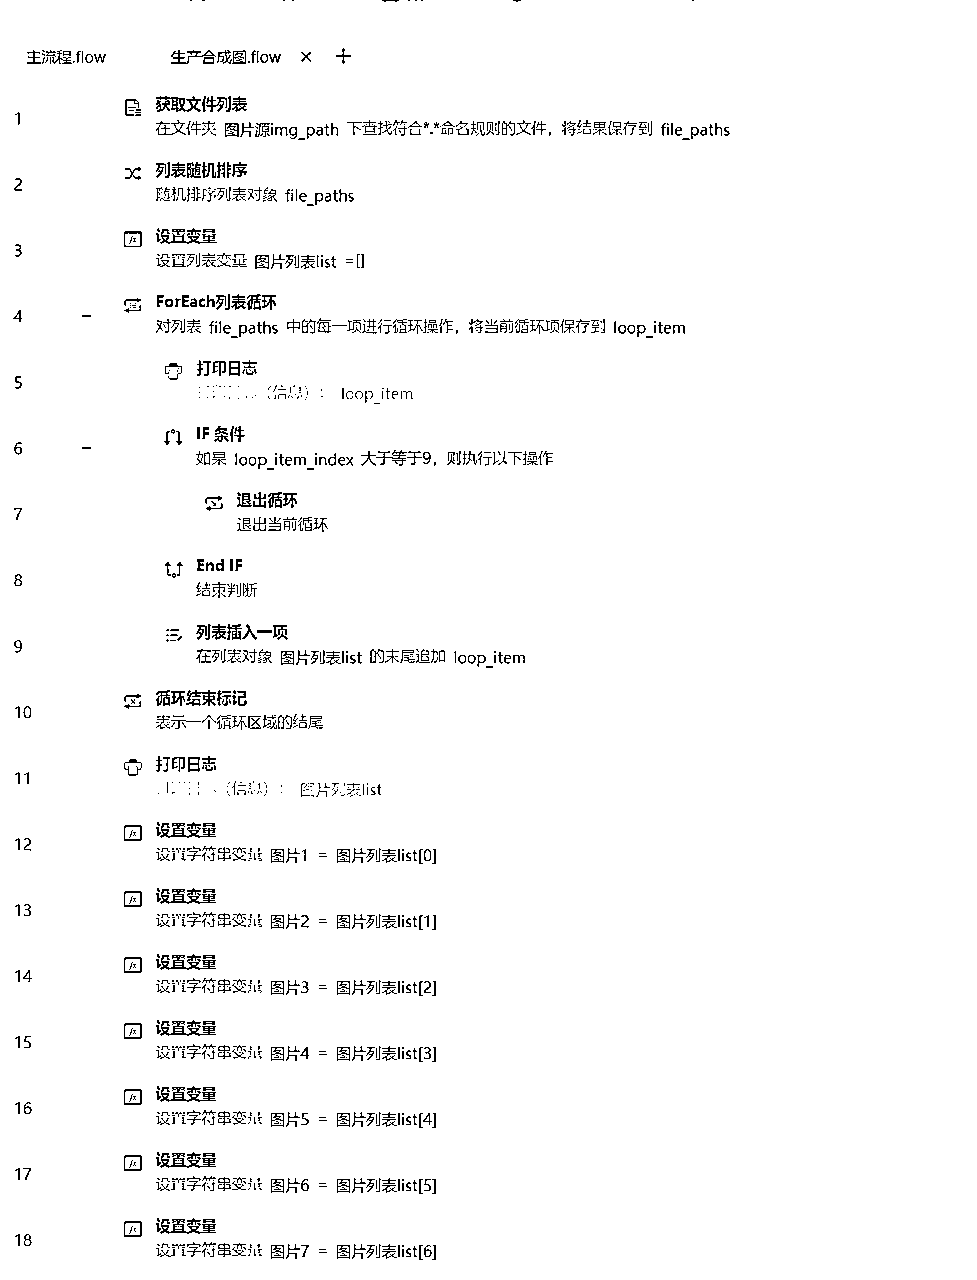 主流程.flow 生产合成图.flow × +
1 获取文件列表
在文件夹 图片源img_path 下查找符合*.*命名规则的文件，将结果保存到 file_paths
2 列表随机排序
随机排序列表对象 file_paths
3 设置变量
设置列表变量 图片列表list =[]
4 ForEach列表循环
对列表 file_paths 中的每一项进行循环操作，将当前循环项保存到 loop_item
5 打印日志
（信息）： loop_item
6 IF 条件
如果 loop_item_index 大于等于9，则执行以下操作
7 退出循环
退出当前循环
8 End IF
结束判断
9 列表插入一项
在列表对象 图片列表list 的末尾追加 loop_item
10 循环结束标记
表示一个循环区域的结尾
11 打印日志
（信息）： 图片列表list
12 设置变量
设置字符串变量 图片1 = 图片列表list[0]
13 设置变量
设置字符串变量 图片2 = 图片列表list[1]
14 设置变量
设置字符串变量 图片3 = 图片列表list[2]
15 设置变量
设置字符串变量 图片4 = 图片列表list[3]
16 设置变量
设置字符串变量 图片5 = 图片列表list[4]
17 设置变量
设置字符串变量 图片6 = 图片列表list[5]
18 设置变量
设置字符串变量 图片7 = 图片列表list[6]